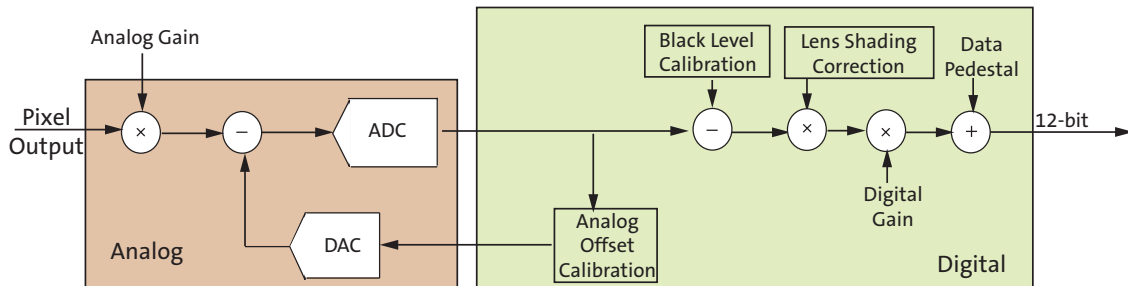 Analog Gain
Pixel
Output
ADC
DAC
Analog
Black Level
Calibration
Lens Shading
Correction
Data
Pedestal
12-bit
Digital
Gain
Analog
Offset
Calibration
Digital
×
−
−
×
×
+